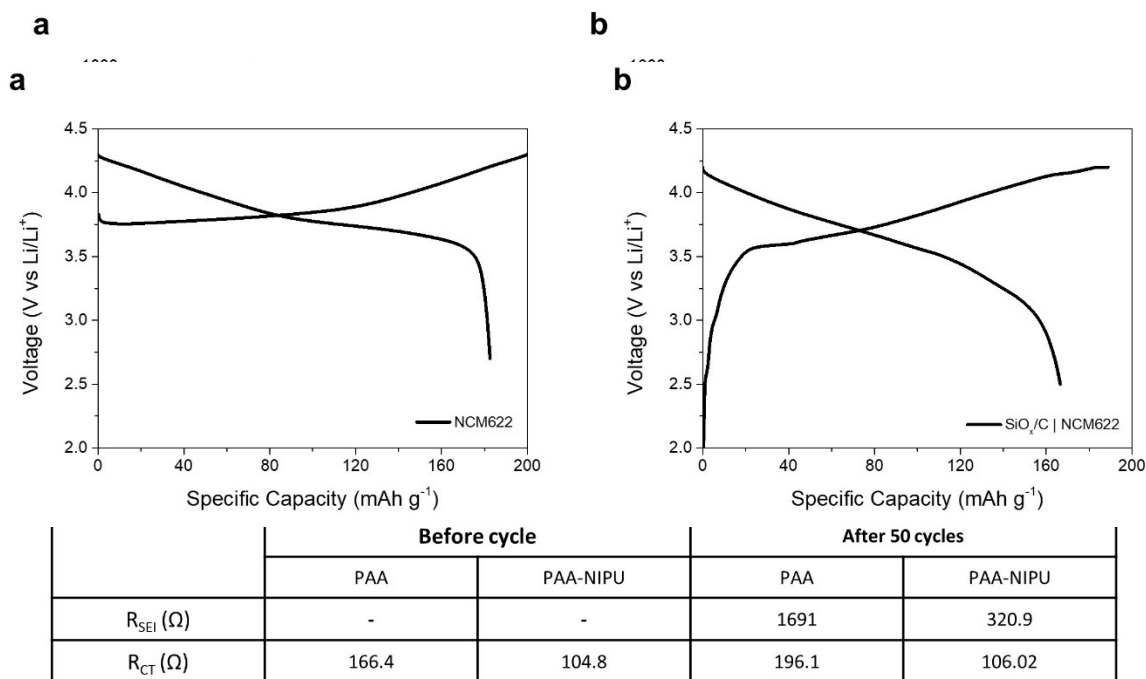 a b
a b
4.5 4.5
4.0 4.0
3.5 3.5
3.0 3.0
2.5 2.5
2.0 2.0
Voltage (V vs Li/Li⁺) Voltage (V vs Li/Li⁺)
NCM622 SiOₓ/C | NCM622
0 40 80 120 160 200 0 40 80 120 160 200
Specific Capacity (mAh g⁻¹) Specific Capacity (mAh g⁻¹)
Before cycle After 50 cycles
PAA PAA-NIPU PAA PAA-NIPU
R_SEI (Ω) - - 1691 320.9
R_CT (Ω) 166.4 104.8 196.1 106.02